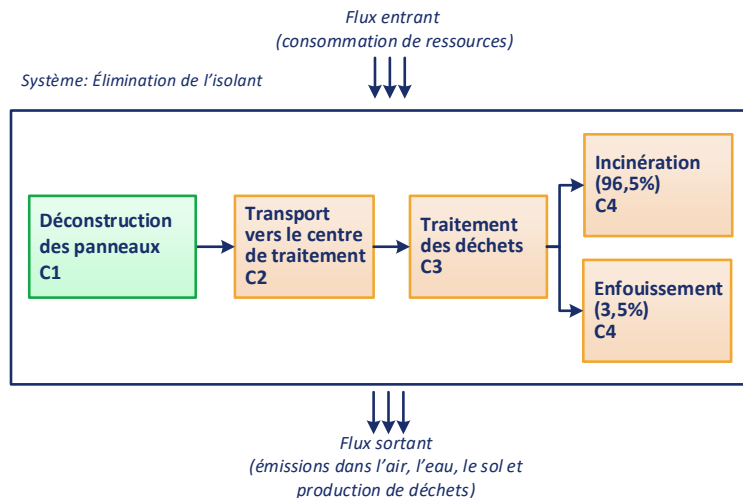 Flux entrant
(consommation de ressources)
Système: Élimination de l'isolant
Déconstruction
des panneaux
C1
Transport
vers le centre
de traitement
C2
Traitement
des déchets
C3
Incinération
(96,5%)
C4
Enfouissement
(3,5%)
C4
Flux sortant
(émissions dans l'air, l'eau, le sol et
production de déchets)